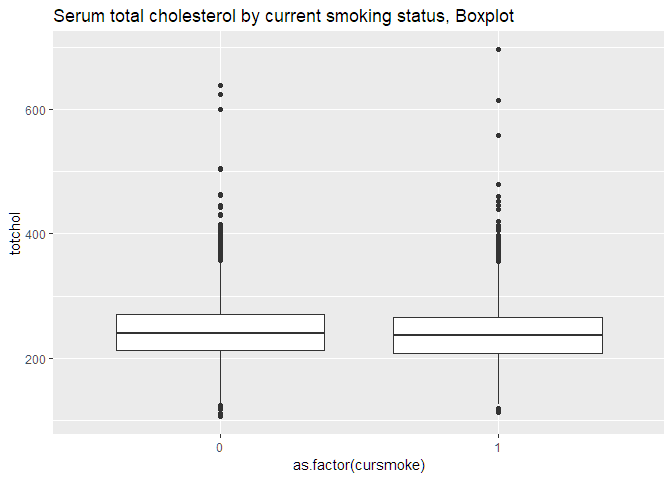 Serum total cholesterol by current smoking status, Boxplot
600
400
200
totchol
0 1
as.factor(cursmoke)